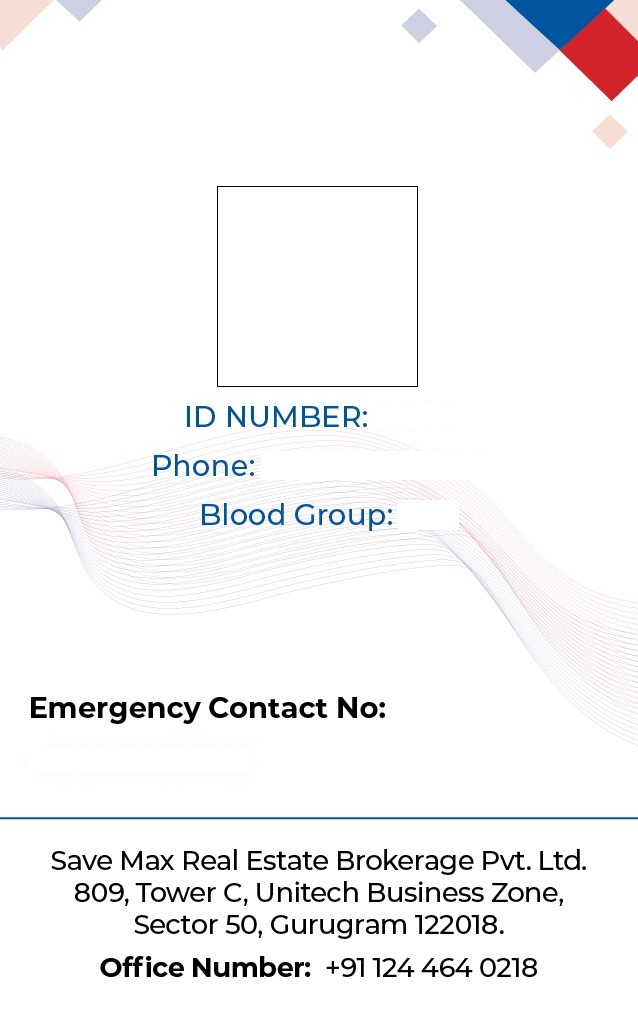 ID NUMBER:
Phone:
Blood Group:
Emergency Contact No:
Save Max Real Estate Brokerage Pvt. Ltd.
809, Tower C, Unitech Business Zone,
Sector 50, Gurugram 122018.
Office Number: +91 124 464 0218